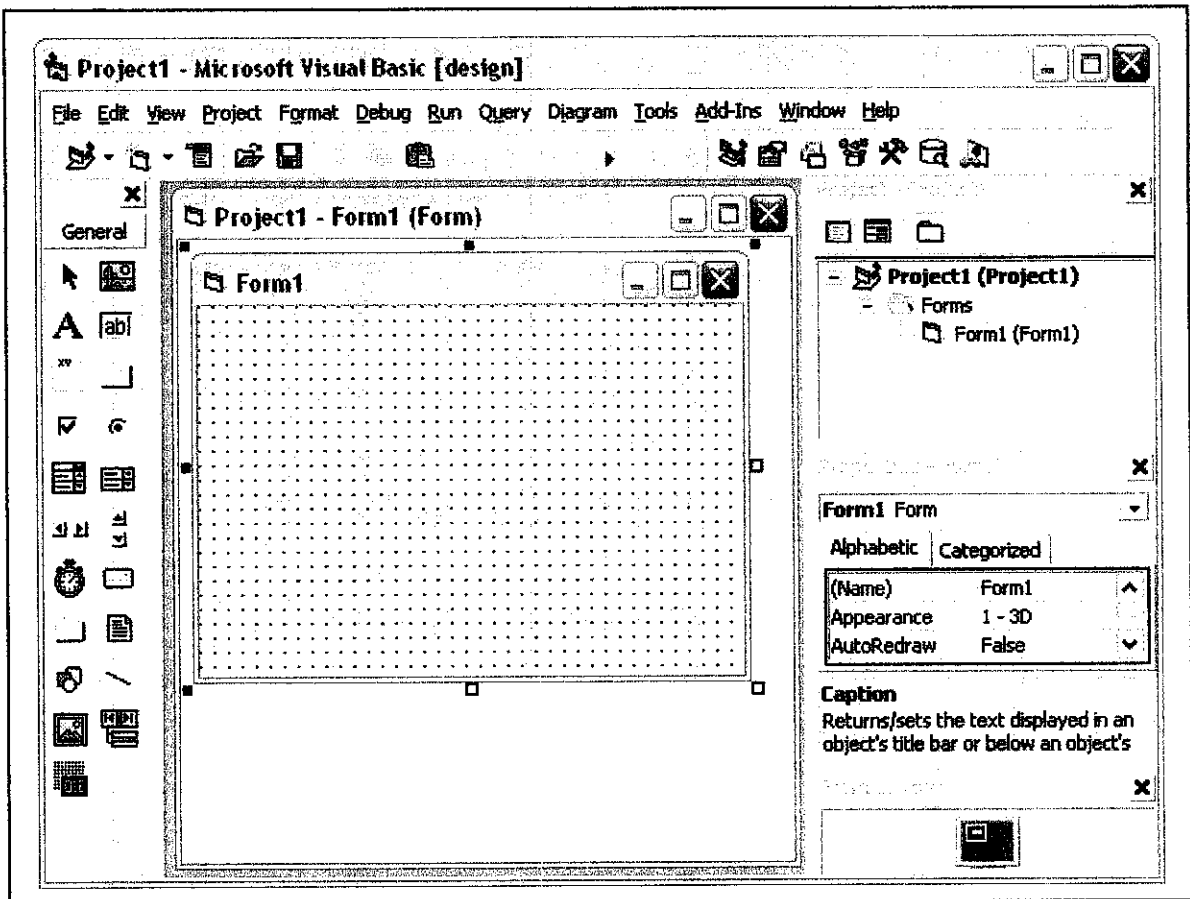 Project1 - Microsoft Visual Basic [design]
File Edit View Project Format Debug Run Query Diagram Tools Add-Ins Window Help
General
Project1 - Form1 (Form)
Form1
A ab|
xv
Project1 (Project1)
Forms
Form1 (Form1)
Form1 Form
Alphabetic Categorized
(Name) Form1
Appearance 1 - 3D
AutoRedraw False
Caption
Returns/sets the text displayed in an
object's title bar or below an object's